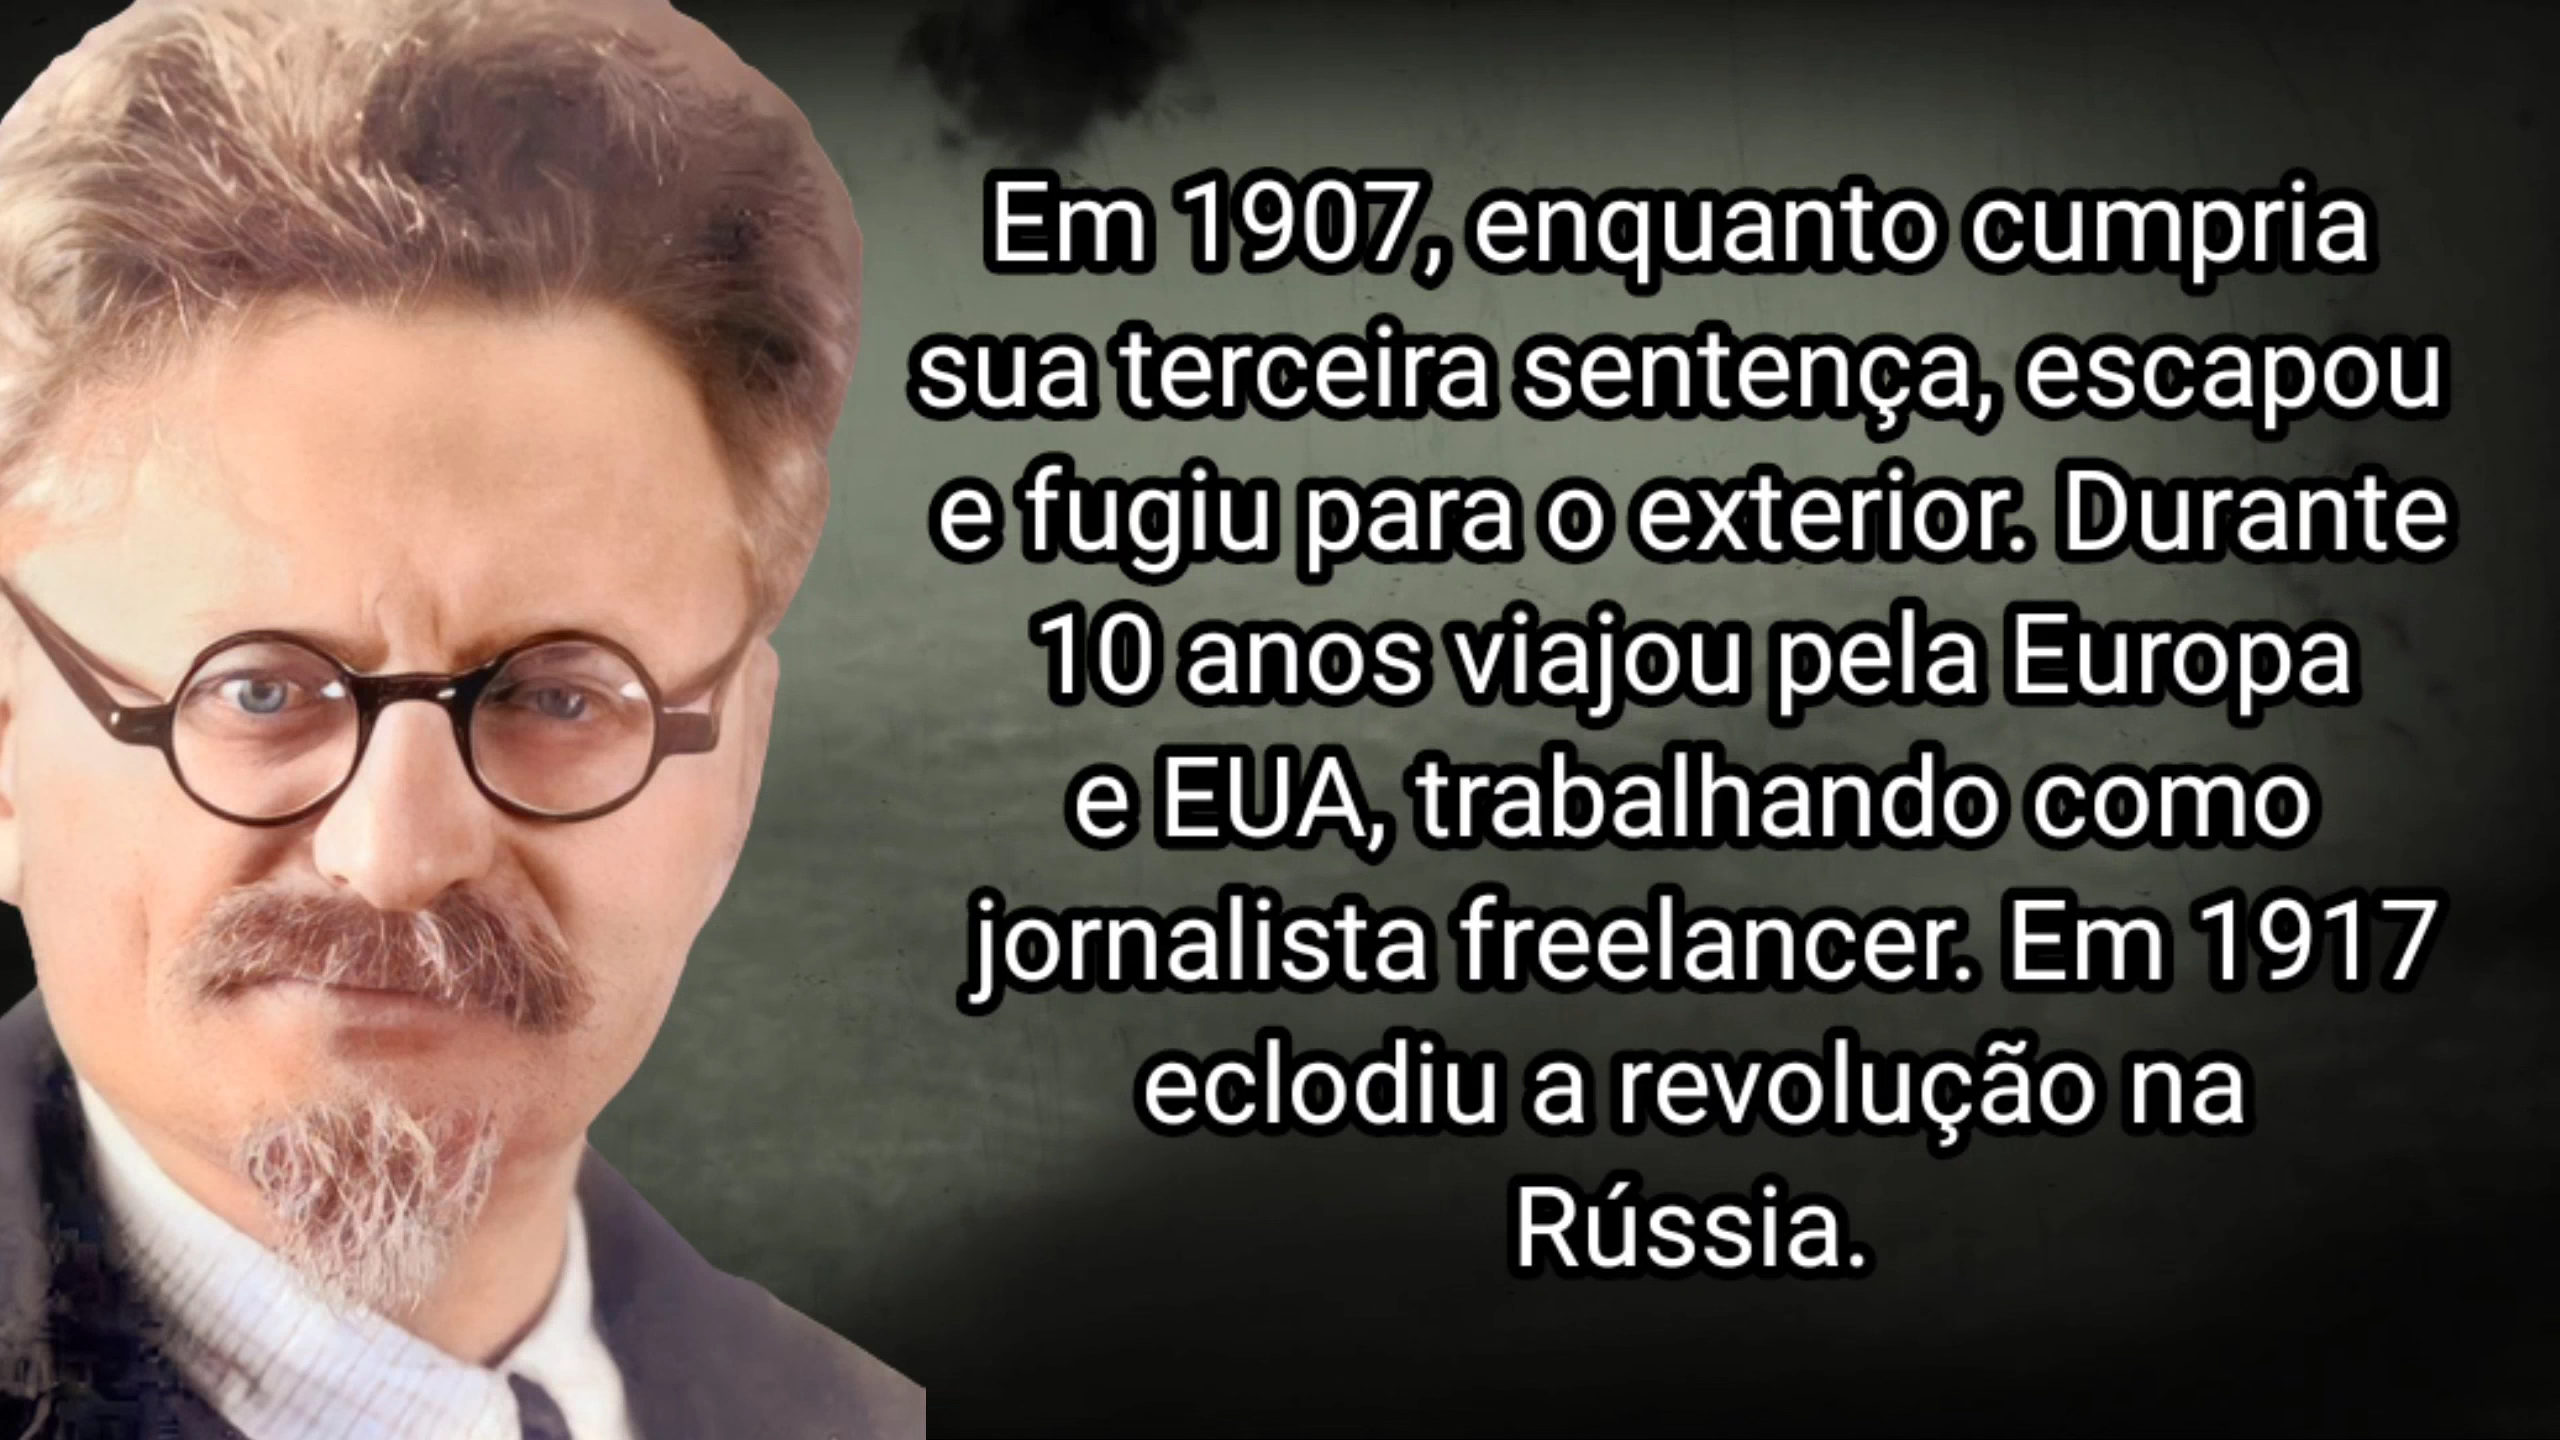 Em 1907, enquanto cumpria
sua terceira sentença, escapou
e fugiu para o exterior. Durante
10 anos viajou pela Europa
e EUA, trabalhando como
jornalista freelancer. Em 1917
eclodiu a revolução na
Rússia.